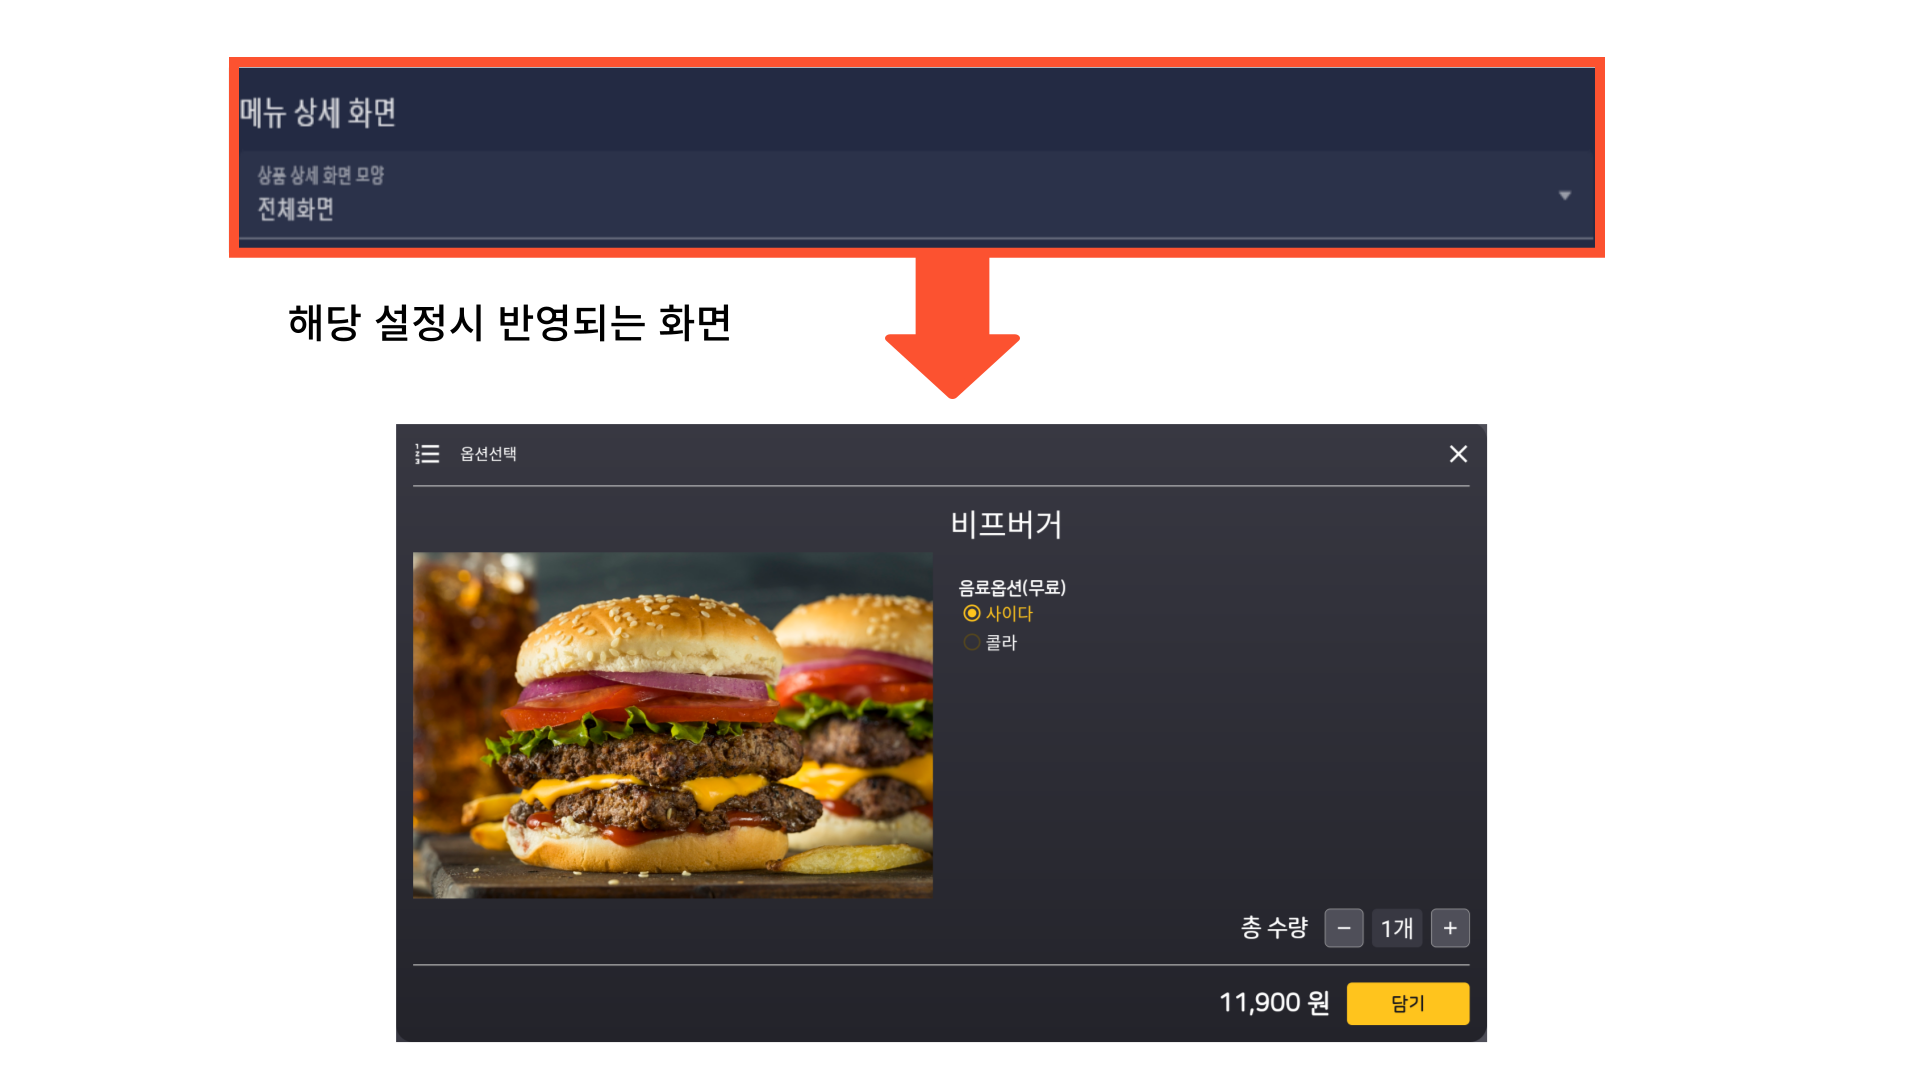 메뉴 상세 화면
상품 상세 화면 모양
전체화면
해당 설정시 반영되는 화면
옵션선택
비프버거
음료옵션(무료)
사이다
콜라
총 수량 - 1개 +
11,900 원 담기